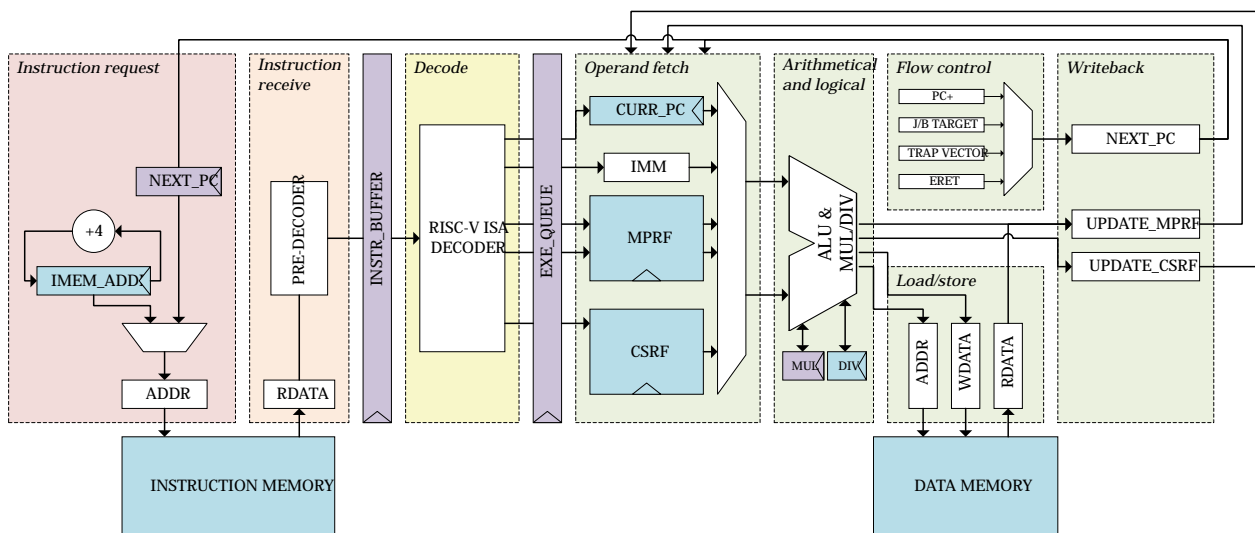 Instruction request
Instruction
receive
Decode
Operand fetch
Arithmetical
and logical
Flow control
Writeback
NEXT_PC
+4
IMEM_ADDR
ADDR
PRE-DECODER
RDATA
INSTR_BUFFER
RISC-V ISA
DECODER
EXE_QUEUE
CURR_PC
IMM
MPRF
CSRF
ALU &
MUL/DIV
MUL
DIV
PC+
J/B TARGET
TRAP VECTOR
ERET
Load/store
ADDR
WDATA
RDATA
NEXT_PC
UPDATE_MPRF
UPDATE_CSRF
INSTRUCTION MEMORY
DATA MEMORY